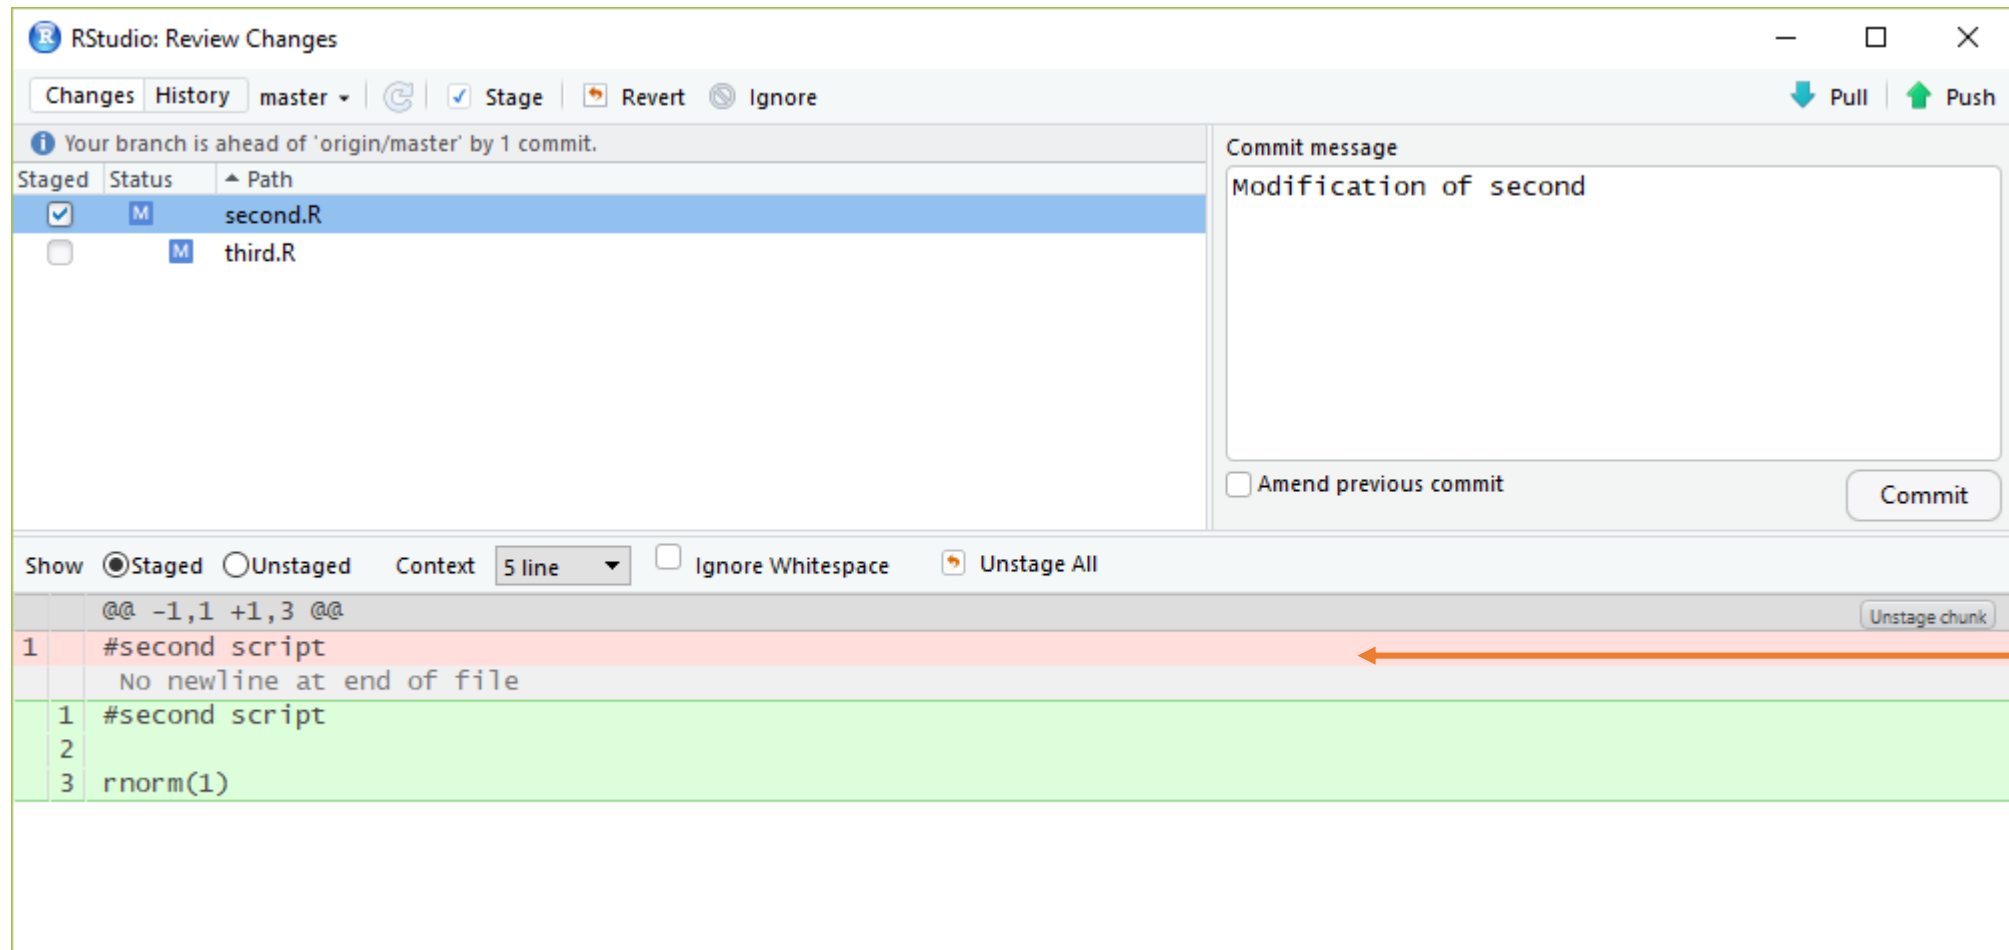 RStudio: Review Changes
Changes History master Stage Revert Ignore Pull Push
Your branch is ahead of 'origin/master' by 1 commit.
Staged Status Path
M second.R
M third.R
Commit message
Modification of second
Amend previous commit
Commit
Show Staged Unstaged Context 5 line Ignore Whitespace Unstage All
@@ -1,1 +1,3 @@ Unstage chunk
1 #second script
No newline at end of file
1 #second script
2
3 rnorm(1)